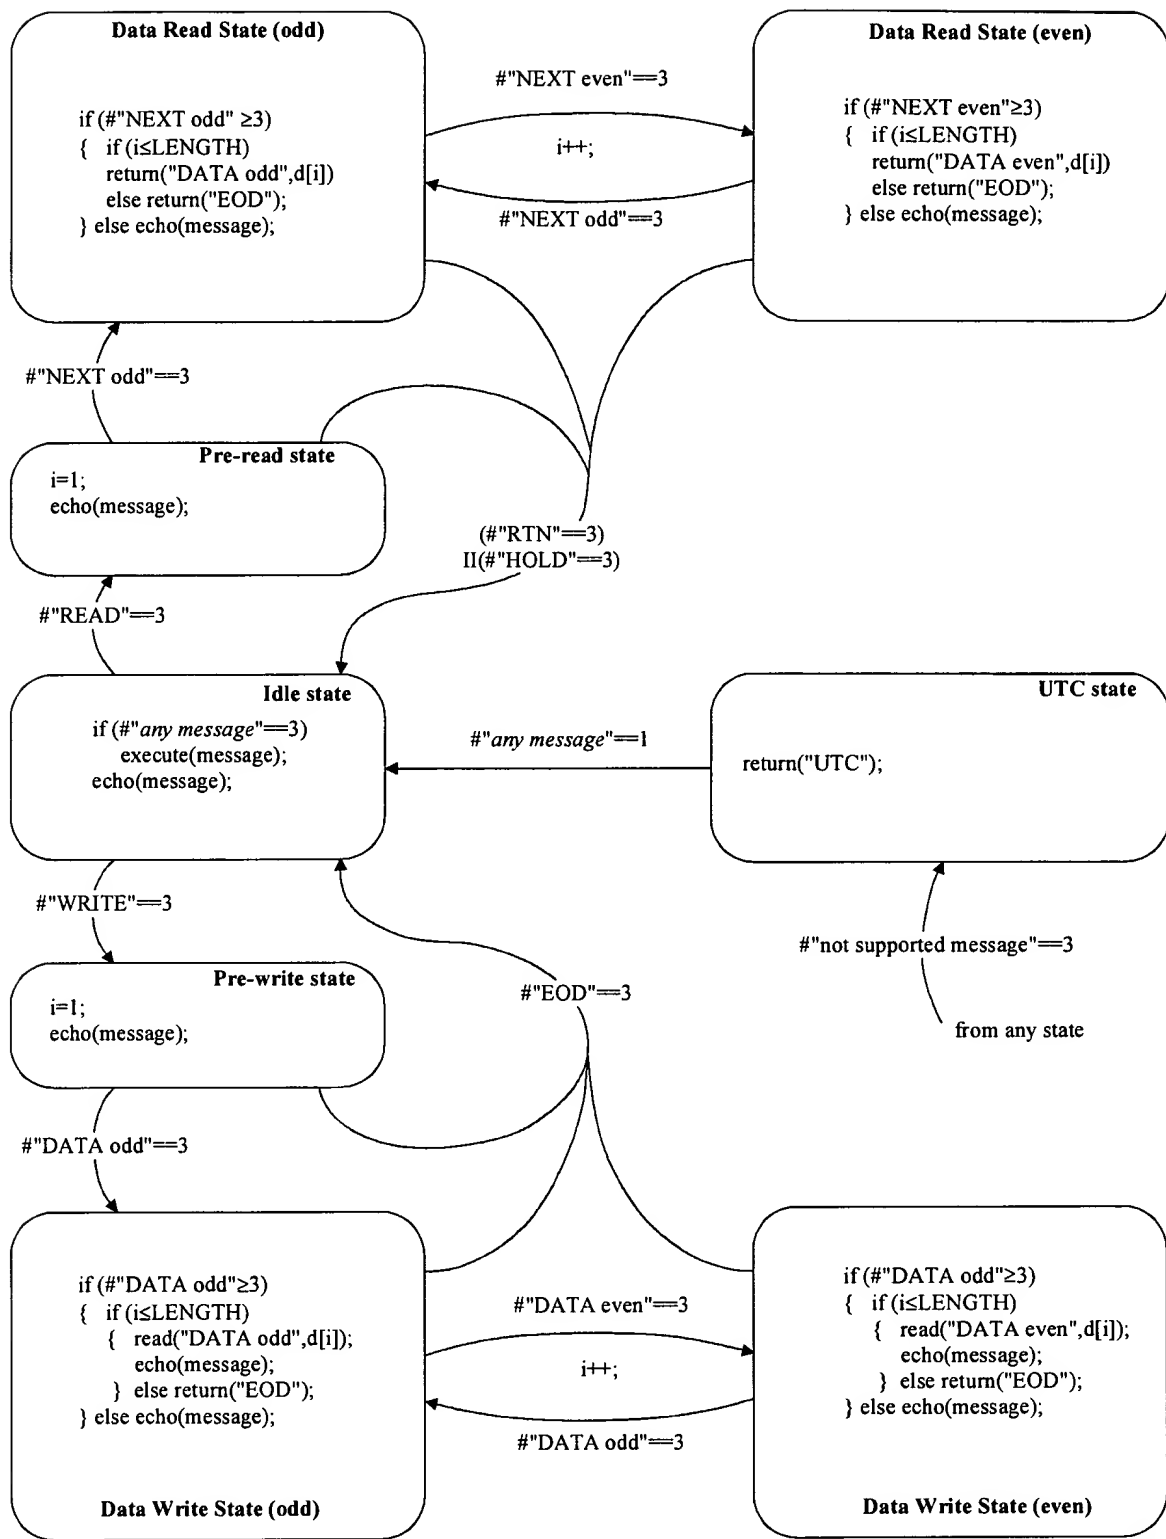 Data Read State (odd)
if (#"NEXT odd" ≥3)
{ if (i≤LENGTH)
return("DATA odd",d[i])
else return("EOD");
} else echo(message);
#"NEXT even"==3
i++;
#"NEXT odd"==3
Data Read State (even)
if (#"NEXT even"≥3)
{ if (i≤LENGTH)
return("DATA even",d[i])
else return("EOD");
} else echo(message);
#"NEXT odd"==3
Pre-read state
i=1;
echo(message);
(#"RTN"==3)
II(#"HOLD"==3)
#"READ"==3
Idle state
if (#"any message"==3)
execute(message);
echo(message);
#"any message"==1
UTC state
return("UTC");
#"WRITE"==3
#"not supported message"==3
from any state
Pre-write state
i=1;
echo(message);
#"EOD"==3
#"DATA odd"==3
if (#"DATA odd"≥3)
{ if (i≤LENGTH)
{ read("DATA odd",d[i]);
echo(message);
} else return("EOD");
} else echo(message);
Data Write State (odd)
#"DATA even"==3
i++;
#"DATA odd"==3
if (#"DATA odd"≥3)
{ if (i≤LENGTH)
{ read("DATA even",d[i]);
echo(message);
} else return("EOD");
} else echo(message);
Data Write State (even)